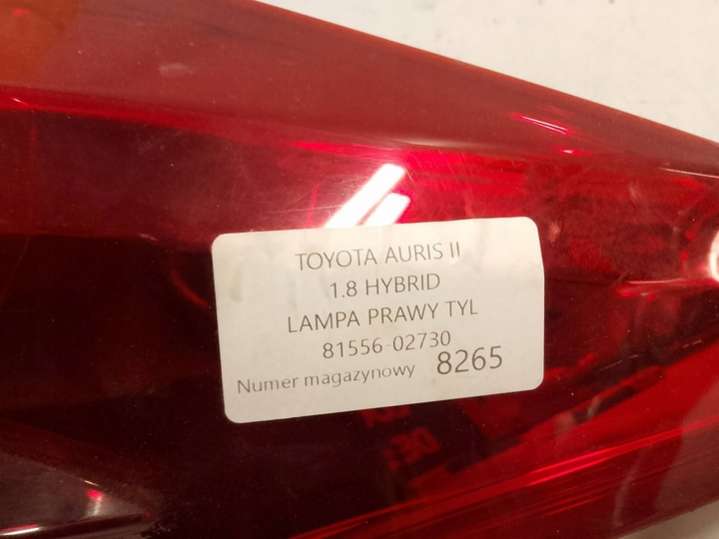 TOYOTA AURIS II
1.8 HYBRID
LAMPA PRAWY TYL
81556-02730
Numer magazynowy 8265